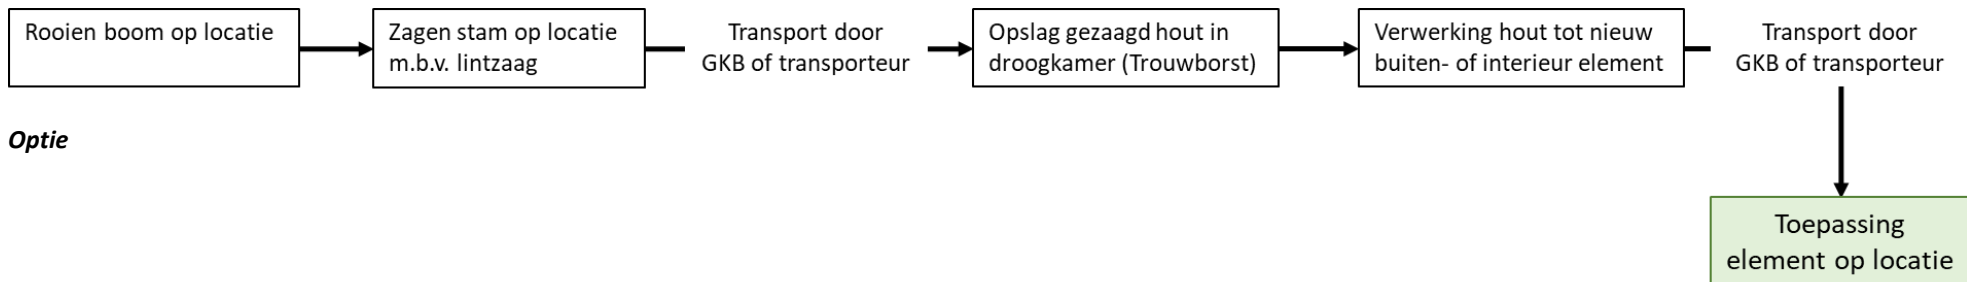 Rooien boom op locatie
Zagen stam op locatie
m.b.v. lintzaag
Transport door
GKB of transporteur
Opslag gezaagd hout in
droogkamer (Trouwborst)
Verwerking hout tot nieuw
buiten- of interieur element
Transport door
GKB of transporteur
Optie
Toepassing
element op locatie